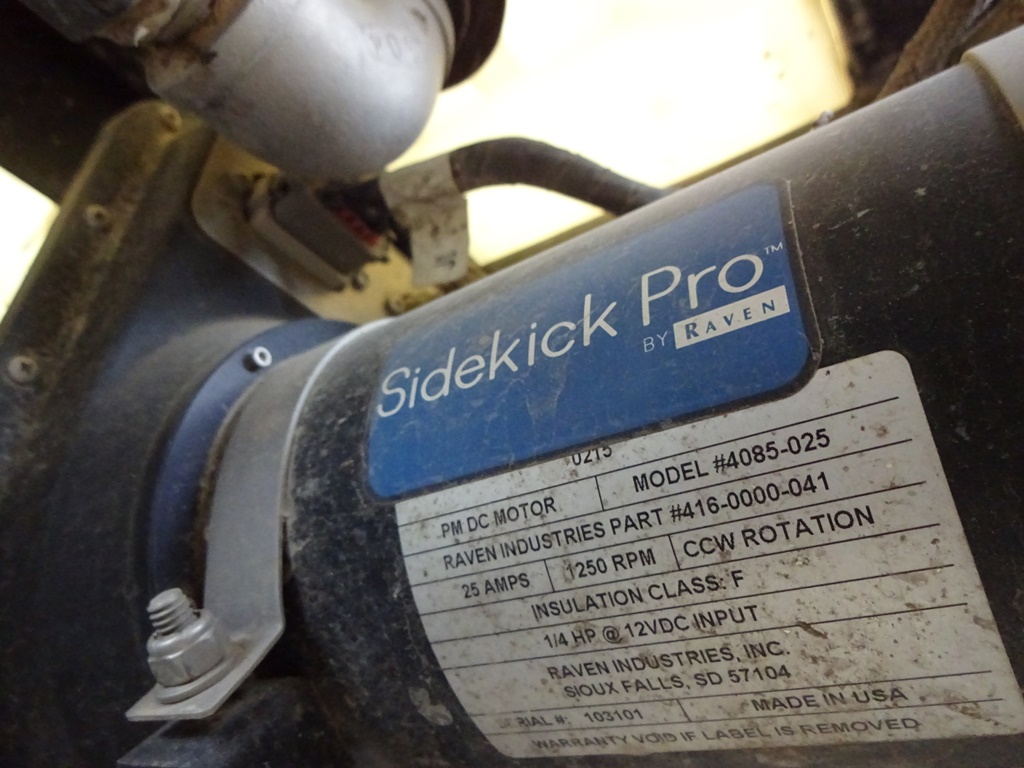 Sidekick Pro™
BY RAVEN
0215
PM DC MOTOR MODEL #4085-025
RAVEN INDUSTRIES PART #416-0000-041
25 AMPS 1250 RPM CCW ROTATION
INSULATION CLASS: F
1/4 HP @ 12VDC INPUT
RAVEN INDUSTRIES, INC.
SIOUX FALLS, SD 57104
RIAL #: 103101 MADE IN USA
WARRANTY VOID IF LABEL IS REMOVED